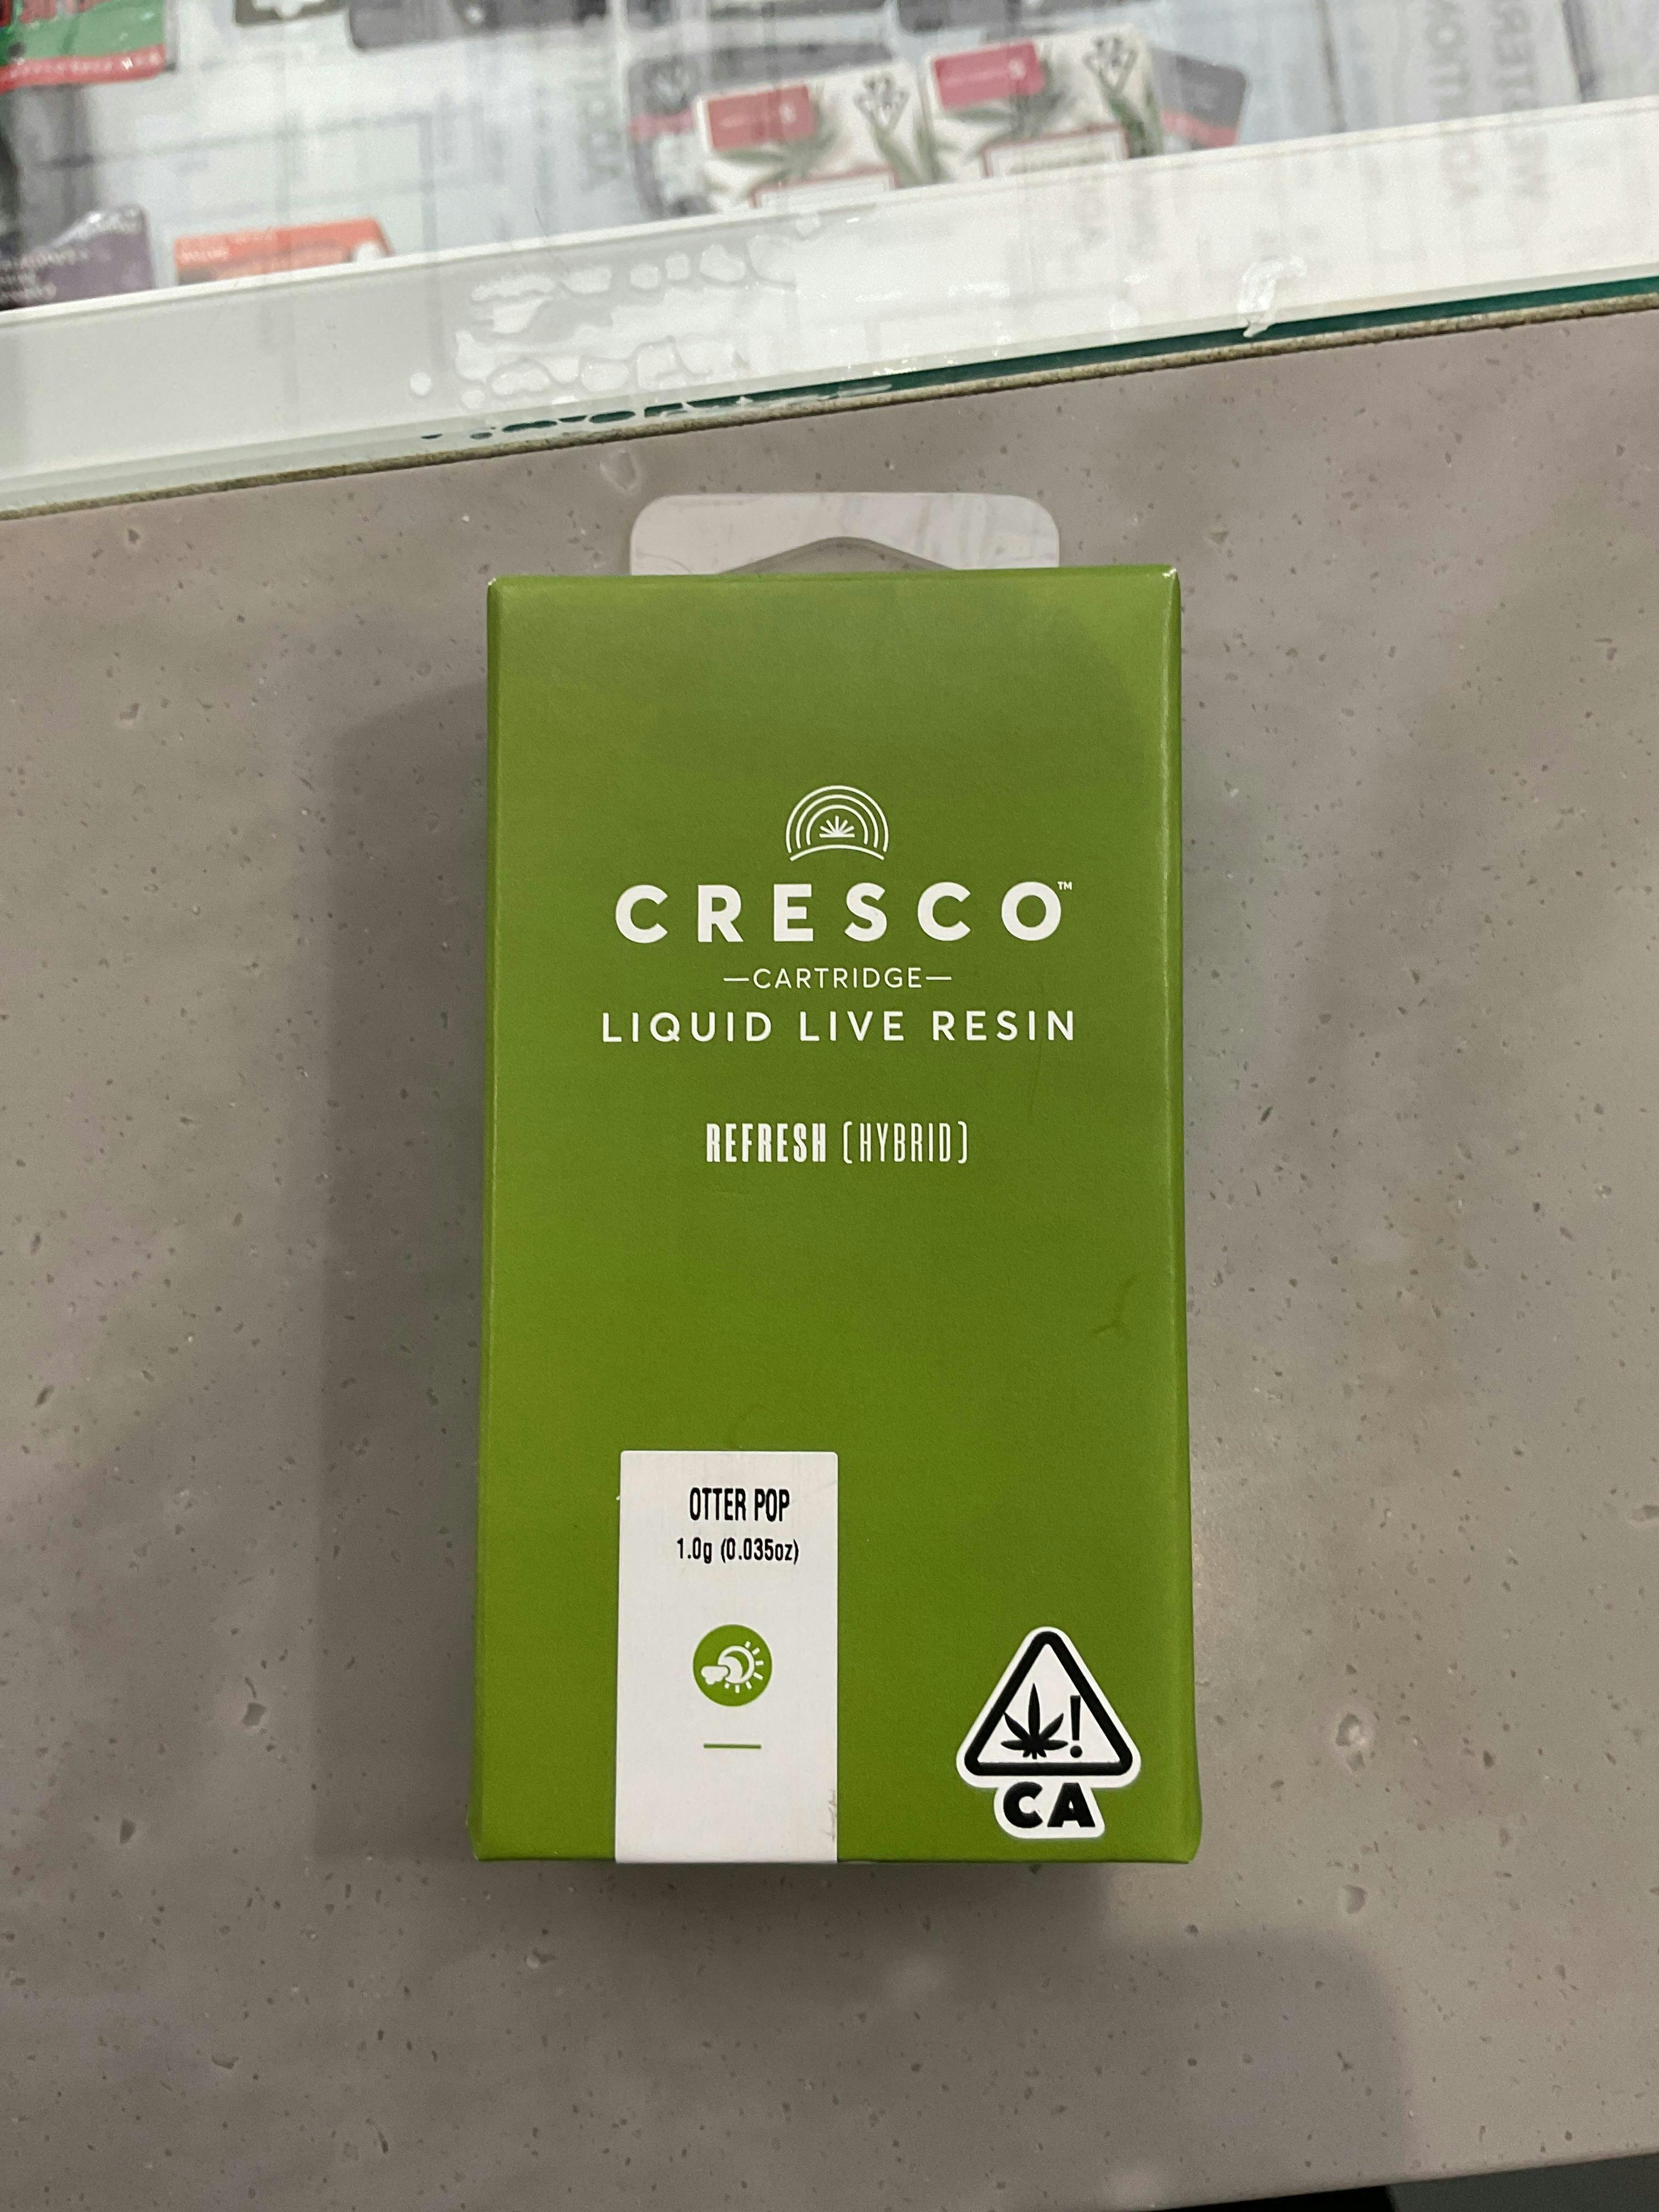 CRESCO™
—CARTRIDGE—
LIQUID LIVE RESIN
REFRESH (HYBRID)
OTTER POP
1.0g (0.035oz)
!
CA